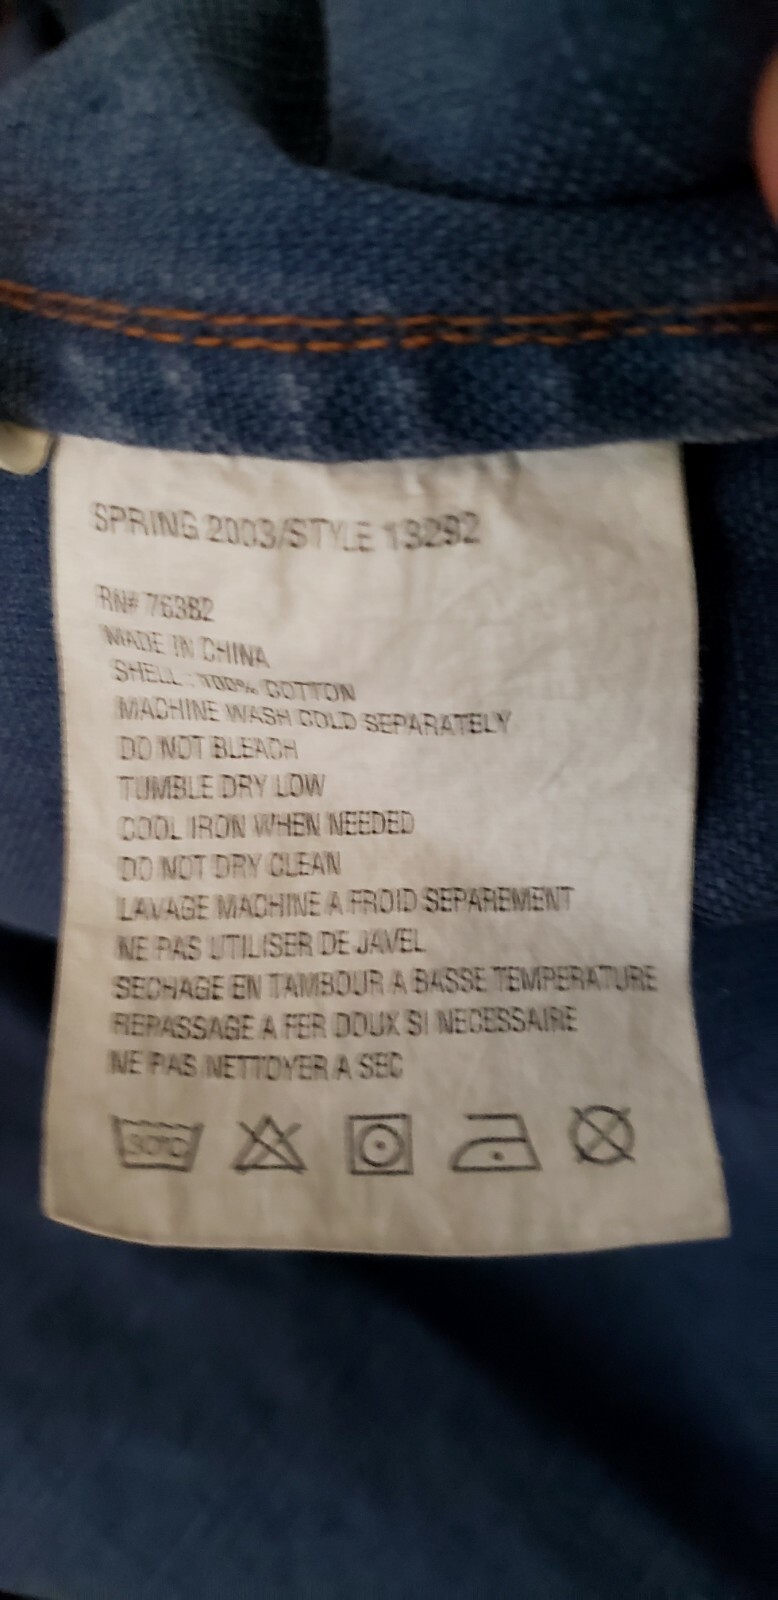 SPRING 2003/STYLE 13292
RN# 76382
MADE IN CHINA
SHELL : 100% COTTON
MACHINE WASH COLD SEPARATELY
DO NOT BLEACH
TUMBLE DRY LOW
COOL IRON WHEN NEEDED
DO NOT DRY CLEAN
LAVAGE MACHINE A FROID SEPAREMENT
NE PAS UTILISER DE JAVEL
SECHAGE EN TAMBOUR A BASSE TEMPERATURE
REPASSAGE A FER DOUX SI NECESSAIRE
NE PAS NETTOYER A SEC
30°C